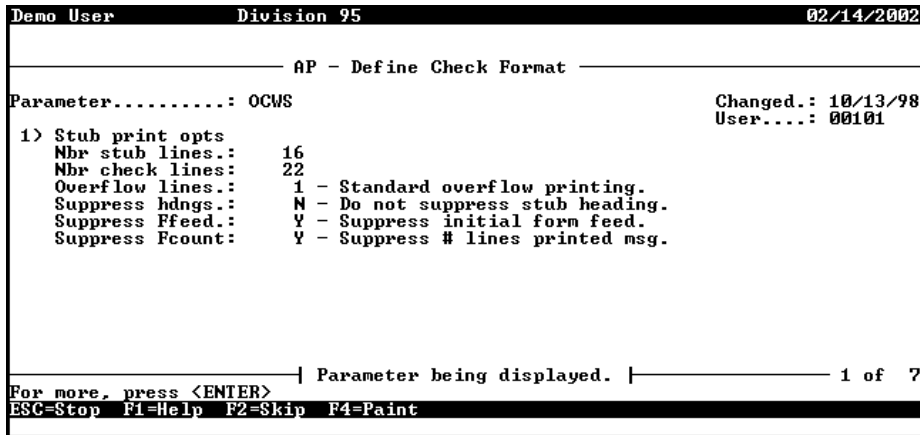 Demo User Division 95 02/14/2002
AP - Define Check Format
Parameter..........: OCWS Changed.: 10/13/98
User....: 00101
1) Stub print opts
Nbr stub lines.: 16
Nbr check lines: 22
Overflow lines.: 1 - Standard overflow printing.
Suppress hdngs.: N - Do not suppress stub heading.
Suppress Ffeed.: Y - Suppress initial form feed.
Suppress Fcount: Y - Suppress # lines printed msg.
Parameter being displayed. 1 of 7
For more, press <ENTER>
ESC=Stop F1=Help F2=Skip F4=Paint